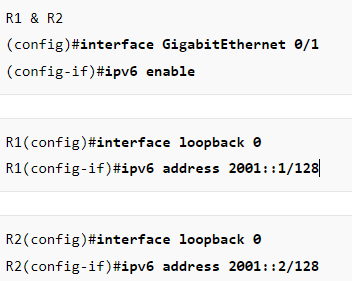 R1 & R2
(config)#interface GigabitEthernet 0/1
(config-if)#ipv6 enable
R1(config)#interface loopback 0
R1(config-if)#ipv6 address 2001::1/128
R2(config)#interface loopback 0
R2(config-if)#ipv6 address 2001::2/128